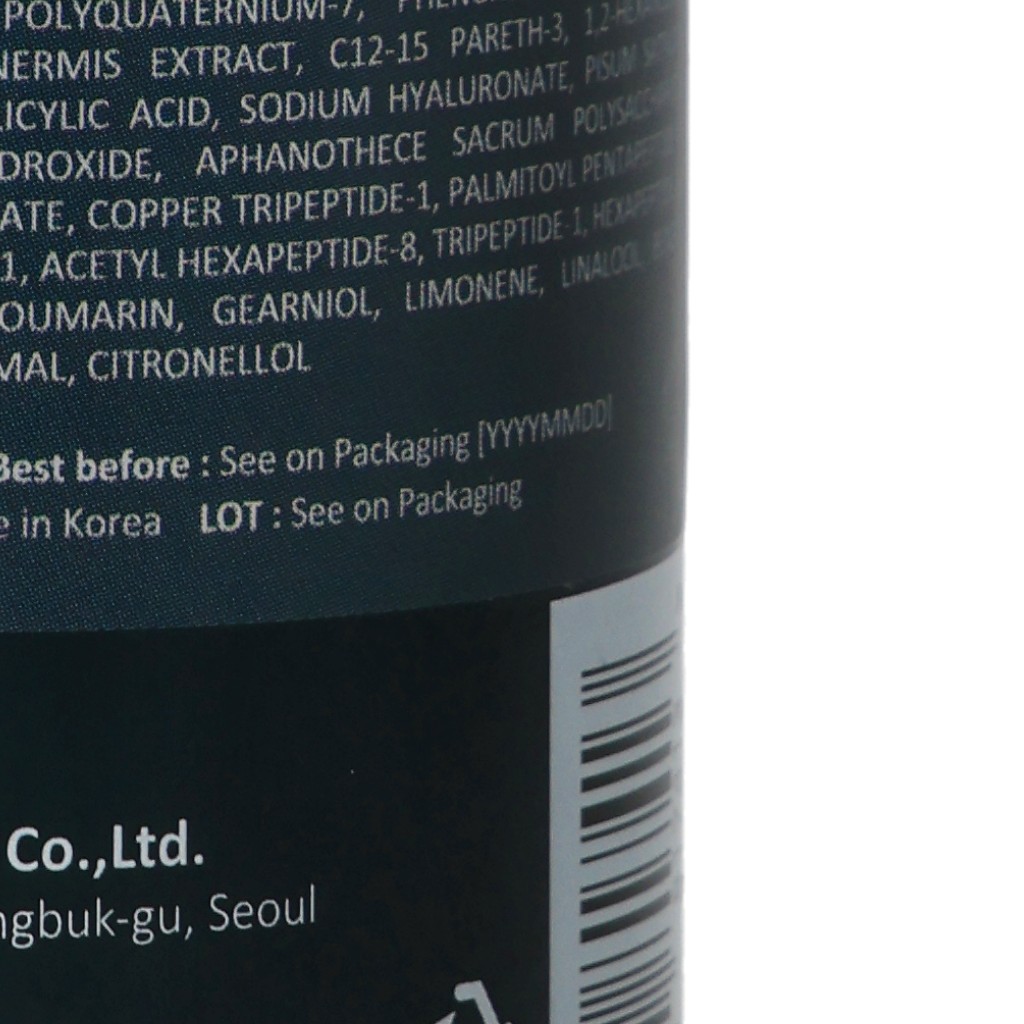 POLYQUATERNIUM-7,
NERMIS EXTRACT, C12-15 PARETH-3,
LICYLIC ACID, SODIUM HYALURONATE, PISUM
DROXIDE, APHANOTHECE SACRUM
ATE, COPPER TRIPEPTIDE-1, PALMITOYL
1, ACETYL HEXAPEPTIDE-8, TRIPEPTIDE-1,
OUMARIN, GEARNIOL, LIMONENE, LINALOOL
MAL, CITRONELLOL
Best before : See on Packaging [YYYYMMDD]
e in Korea LOT : See on Packaging
Co.,Ltd.
ngbuk-gu, Seoul